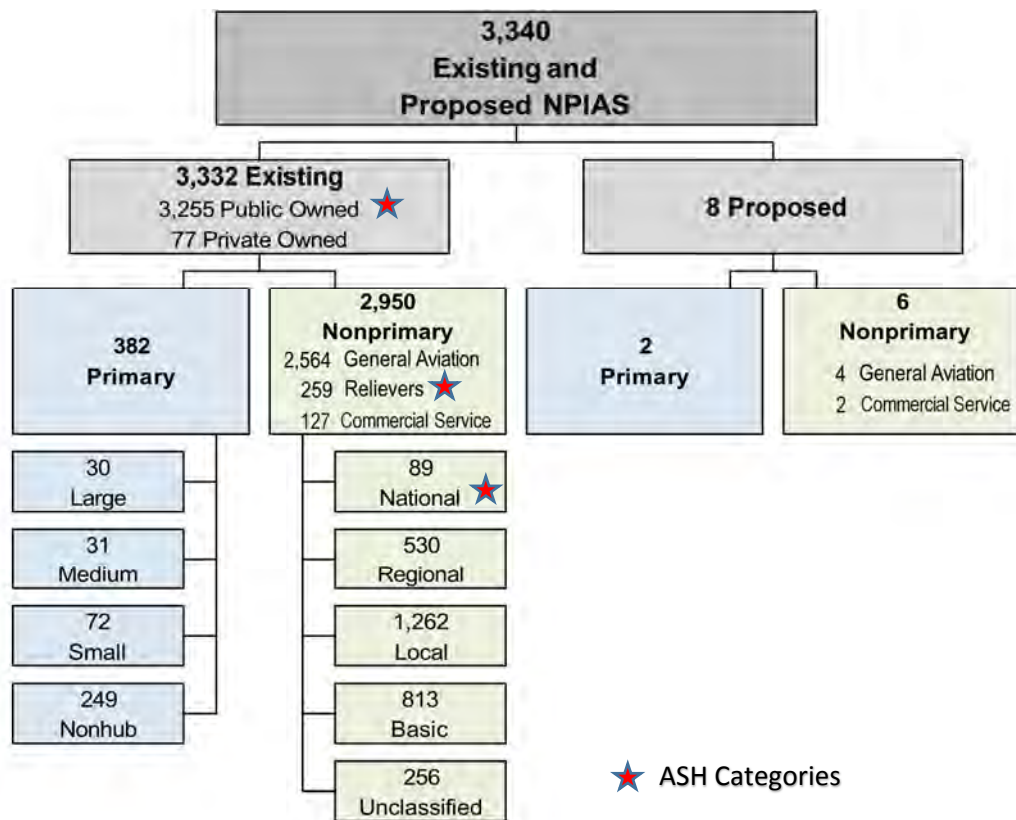 3,340
Existing and
Proposed NPIAS
3,332 Existing
3,255 Public Owned
77 Private Owned
8 Proposed
382
Primary
2,950
Nonprimary
2,564 General Aviation
259 Relievers
127 Commercial Service
2
Primary
6
Nonprimary
4 General Aviation
2 Commercial Service
30
Large
31
Medium
72
Small
249
Nonhub
89
National
530
Regional
1,262
Local
813
Basic
256
Unclassified
ASH Categories